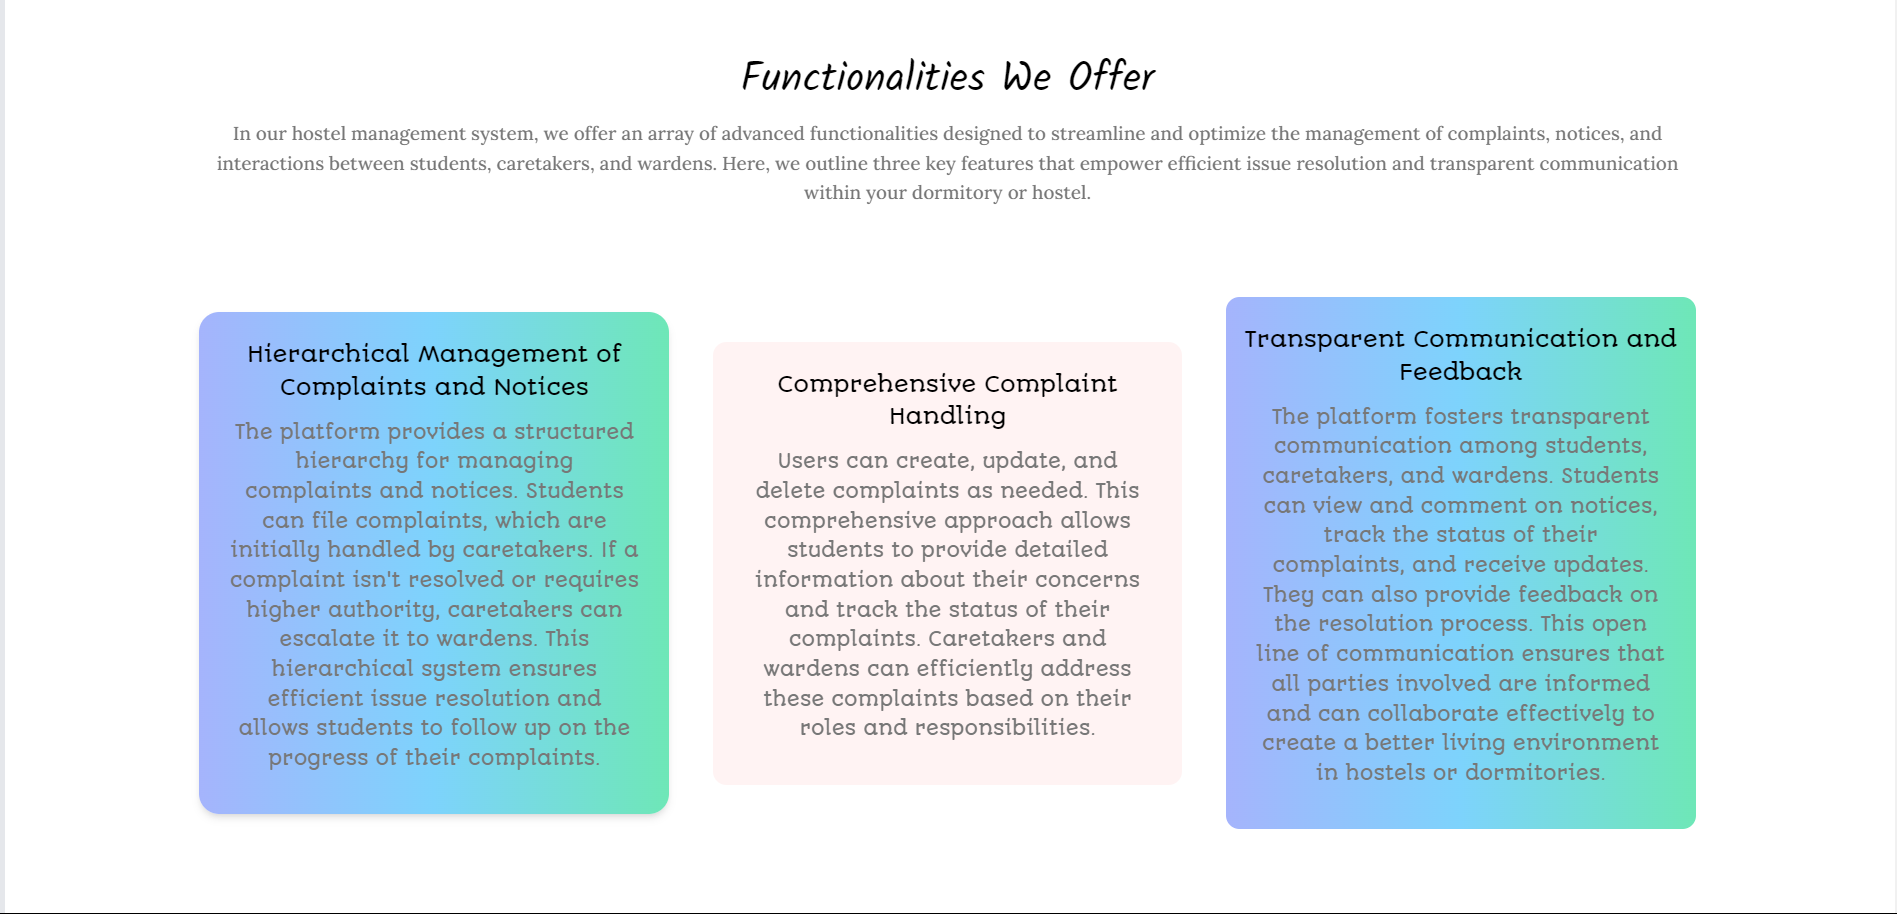 Functionalities We Offer
In our hostel management system, we offer an array of advanced functionalities designed to streamline and optimize the management of complaints, notices, and
interactions between students, caretakers, and wardens. Here, we outline three key features that empower efficient issue resolution and transparent communication
within your dormitory or hostel.
Hierarchical Management of
Complaints and Notices
The platform provides a structured
hierarchy for managing
complaints and notices. Students
can file complaints, which are
initially handled by caretakers. If a
complaint isn't resolved or requires
higher authority, caretakers can
escalate it to wardens. This
hierarchical system ensures
efficient issue resolution and
allows students to follow up on the
progress of their complaints.
Comprehensive Complaint
Handling
Users can create, update, and
delete complaints as needed. This
comprehensive approach allows
students to provide detailed
information about their concerns
and track the status of their
complaints. Caretakers and
wardens can efficiently address
these complaints based on their
roles and responsibilities.
Transparent Communication and
Feedback
The platform fosters transparent
communication among students,
caretakers, and wardens. Students
can view and comment on notices,
track the status of their
complaints, and receive updates.
They can also provide feedback on
the resolution process. This open
line of communication ensures that
all parties involved are informed
and can collaborate effectively to
create a better living environment
in hostels or dormitories.